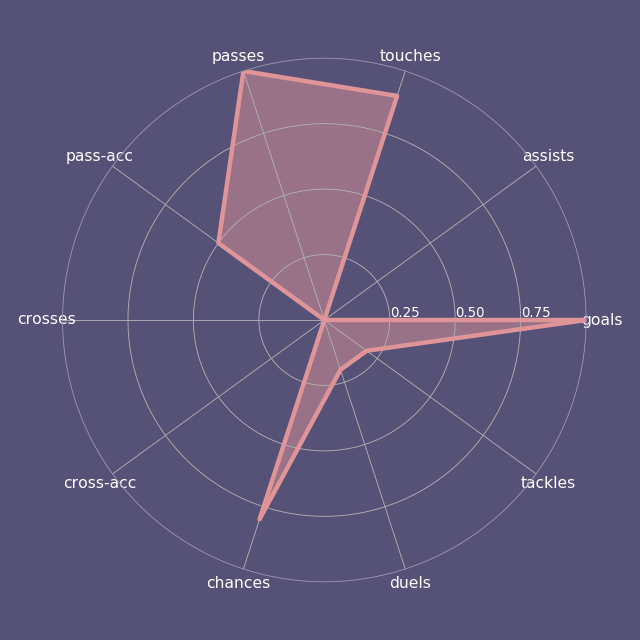 passes
touches
pass-acc
assists
0.25
0.50
0.75
crosses
goals
cross-acc
tackles
chances
duels